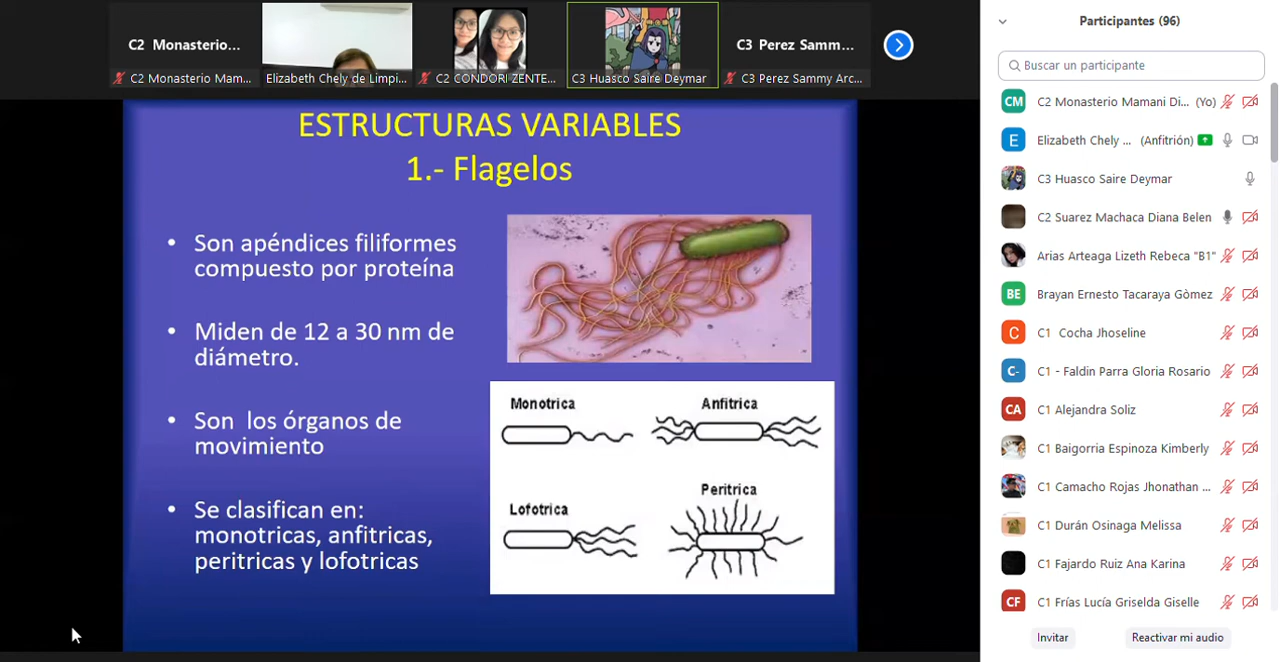 C2 Monasterio...
C3 Perez Samm...
C2 Monasterio Mam...
Elizabeth Chely de Limpi...
C2 CONDORI ZENTE...
C3 Huasco Saire Deymar
C3 Perez Sammy Arc...
ESTRUCTURAS VARIABLES
1.- Flagelos
• Son apéndices filiformes
compuesto por proteína
• Miden de 12 a 30 nm de
diámetro.
• Son los órganos de
movimiento
• Se clasifican en:
monotricas, anfitricas,
peritricas y lofotricas
Monotrica
Anfitrica
Lofotrica
Peritrica
Participantes (96)
Buscar un participante
CM C2 Monasterio Mamani Di... (Yo)
E Elizabeth Chely ... (Anfitrión)
C3 Huasco Saire Deymar
C2 Suarez Machaca Diana Belen
Arias Arteaga Lizeth Rebeca "B1"
BE Brayan Ernesto Tacaraya Gòmez
C C1 Cocha Jhoseline
C- C1 - Faldin Parra Gloria Rosario
CA C1 Alejandra Soliz
C1 Baigorria Espinoza Kimberly
C1 Camacho Rojas Jhonathan ...
C1 Durán Osinaga Melissa
C1 Fajardo Ruiz Ana Karina
CF C1 Frías Lucía Griselda Giselle
Invitar
Reactivar mi audio